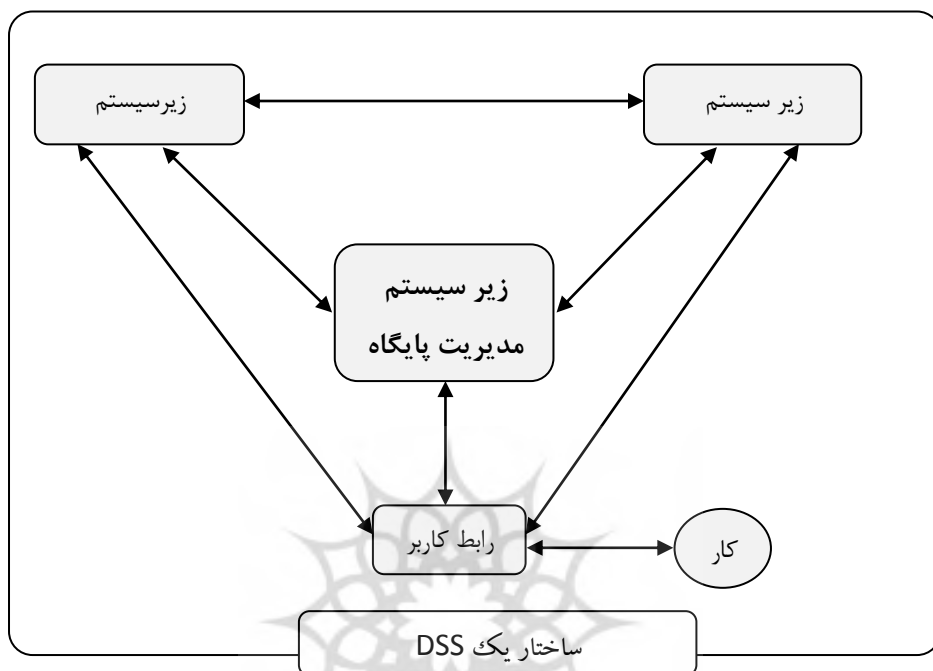 زیر سیستم
زیرسیستم
زیر سیستم
مدیریت پایگاه
رابط کاربر
کار
ساختار یک DSS